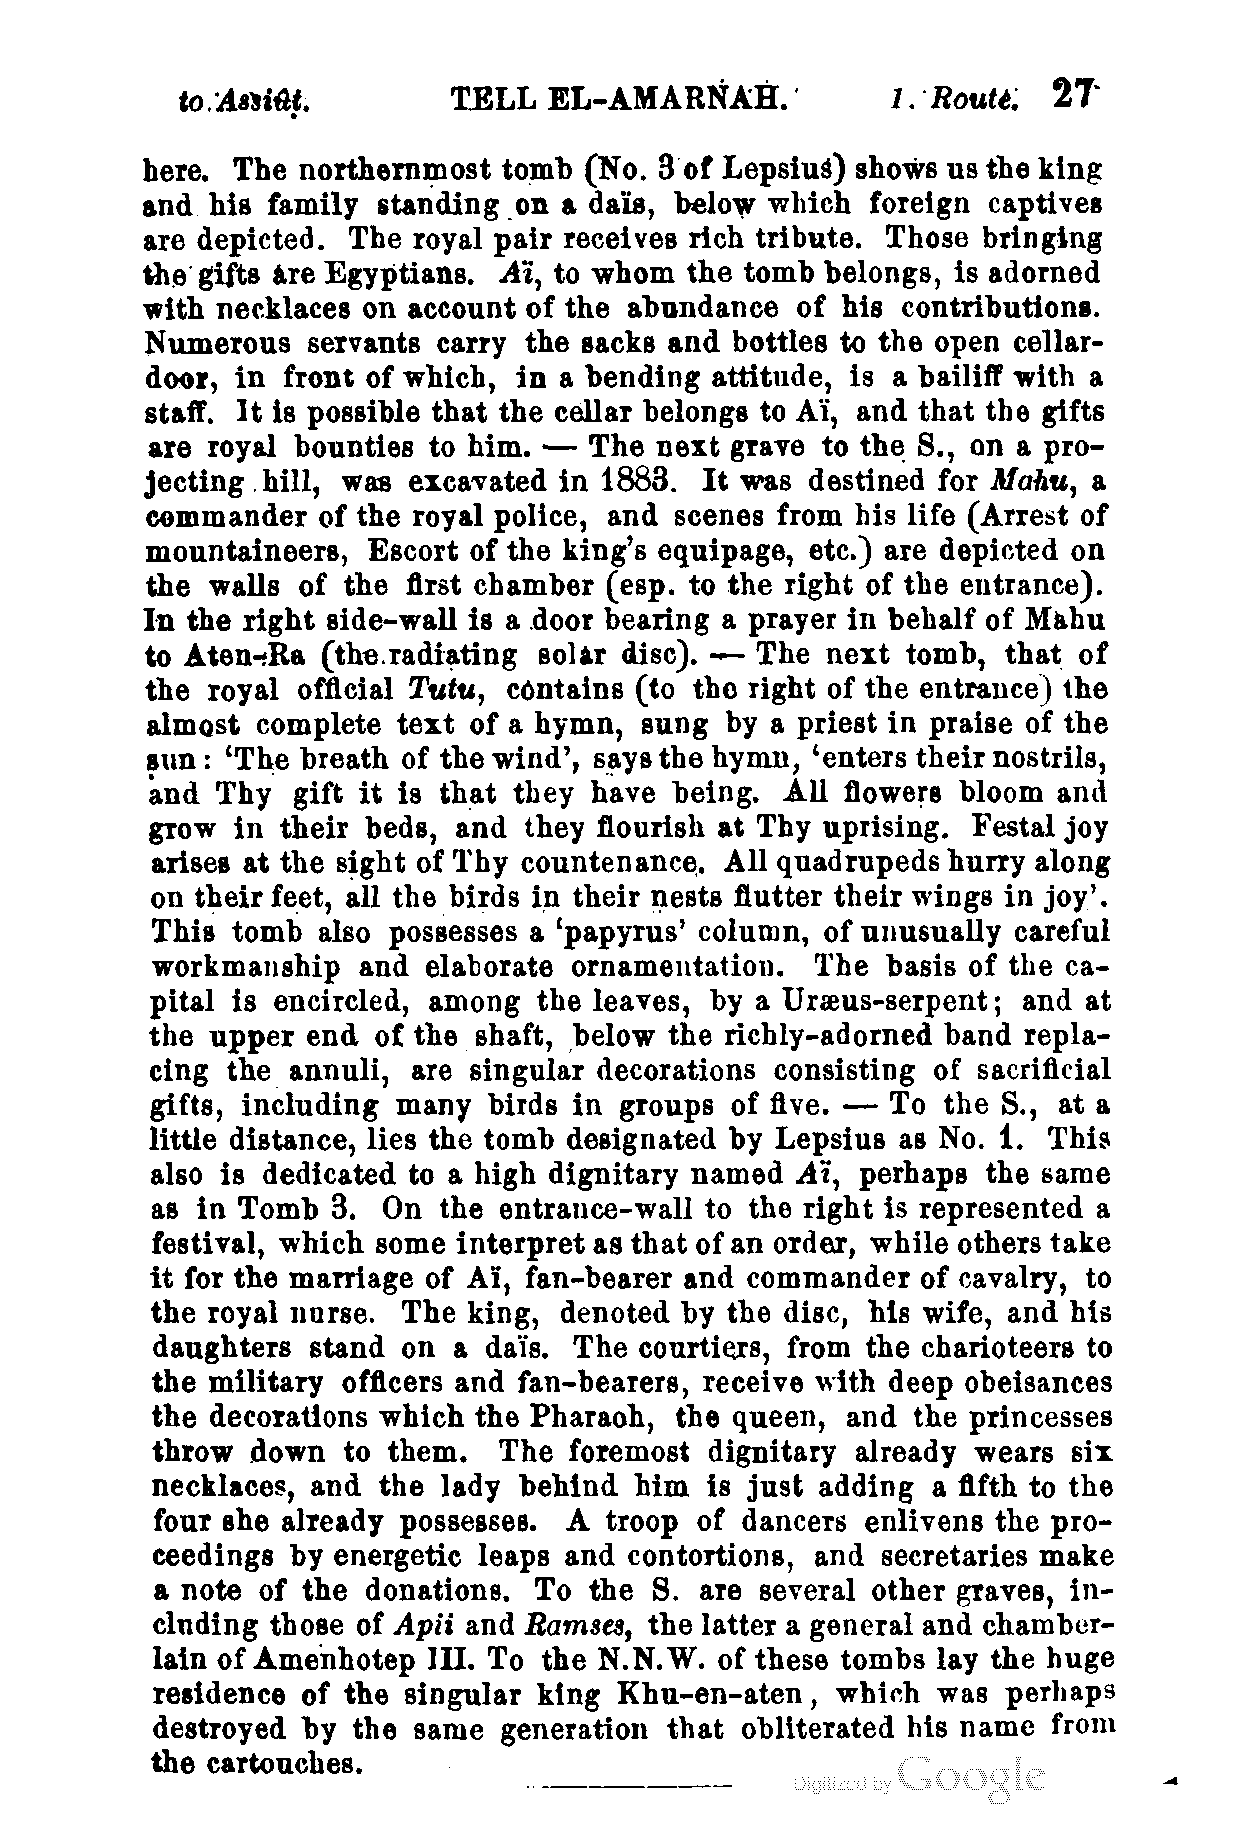 to Assiûṭ. TELL EL-AMARNAH. 1. Route. 27
here. The northernmost tomb (No. 3 of Lepsius) shows us the king
and his family standing on a daïs, below which foreign captives
are depicted. The royal pair receives rich tribute. Those bringing
the gifts are Egyptians. Aï, to whom the tomb belongs, is adorned
with necklaces on account of the abundance of his contributions.
Numerous servants carry the sacks and bottles to the open cellar-
door, in front of which, in a bending attitude, is a bailiff with a
staff. It is possible that the cellar belongs to Aï, and that the gifts
are royal bounties to him. — The next grave to the S., on a pro-
jecting hill, was excavated in 1883. It was destined for Mahu, a
commander of the royal police, and scenes from his life (Arrest of
mountaineers, Escort of the king's equipage, etc.) are depicted on
the walls of the first chamber (esp. to the right of the entrance).
In the right side-wall is a door bearing a prayer in behalf of Mahu
to Aten-Ra (the radiating solar disc). — The next tomb, that of
the royal official Tutu, contains (to the right of the entrance) the
almost complete text of a hymn, sung by a priest in praise of the
sun: 'The breath of the wind', says the hymn, 'enters their nostrils,
and Thy gift it is that they have being. All flowers bloom and
grow in their beds, and they flourish at Thy uprising. Festal joy
arises at the sight of Thy countenance. All quadrupeds hurry along
on their feet, all the birds in their nests flutter their wings in joy'.
This tomb also possesses a 'papyrus' column, of unusually careful
workmanship and elaborate ornamentation. The basis of the ca-
pital is encircled, among the leaves, by a Uræus-serpent; and at
the upper end of the shaft, below the richly-adorned band repla-
cing the annuli, are singular decorations consisting of sacrificial
gifts, including many birds in groups of five. — To the S., at a
little distance, lies the tomb designated by Lepsius as No. 1. This
also is dedicated to a high dignitary named Aï, perhaps the same
as in Tomb 3. On the entrance-wall to the right is represented a
festival, which some interpret as that of an order, while others take
it for the marriage of Aï, fan-bearer and commander of cavalry, to
the royal nurse. The king, denoted by the disc, his wife, and his
daughters stand on a daïs. The courtiers, from the charioteers to
the military officers and fan-bearers, receive with deep obeisances
the decorations which the Pharaoh, the queen, and the princesses
throw down to them. The foremost dignitary already wears six
necklaces, and the lady behind him is just adding a fifth to the
four she already possesses. A troop of dancers enlivens the pro-
ceedings by energetic leaps and contortions, and secretaries make
a note of the donations. To the S. are several other graves, in-
cluding those of Apii and Ramses, the latter a general and chamber-
lain of Amenhotep III. To the N.N.W. of these tombs lay the huge
residence of the singular king Khu-en-aten, which was perhaps
destroyed by the same generation that obliterated his name from
the cartouches.
Digitized by Google